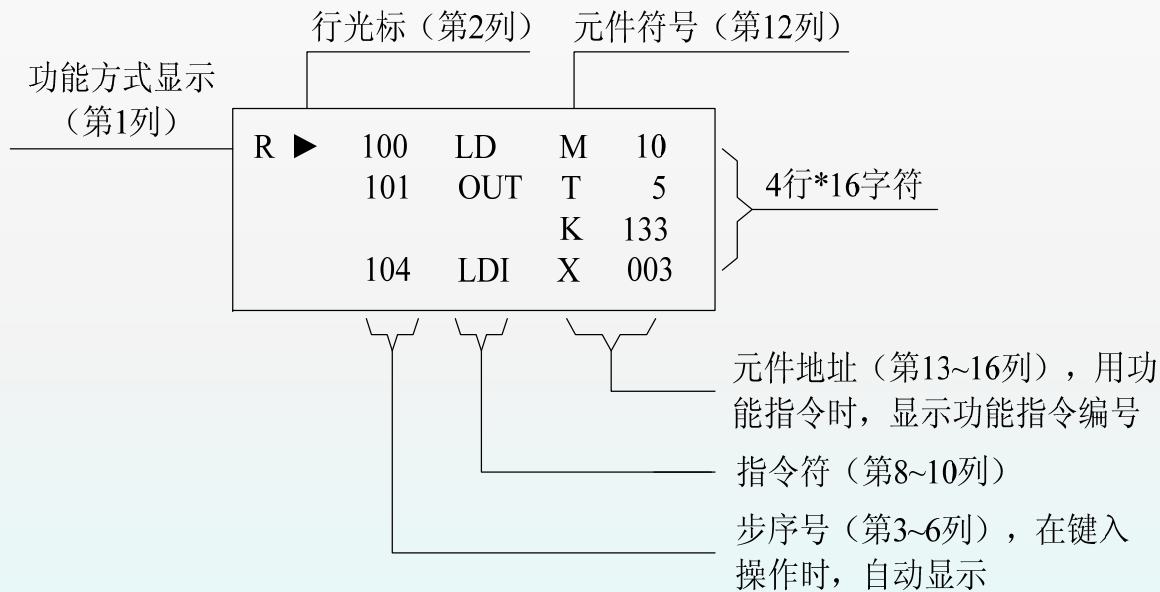 行光标（第2列）
元件符号（第12列）
功能方式显示
（第1列）
R ▶ 100 LD M 10
101 OUT T 5
K 133
104 LDI X 003
4行*16字符
元件地址（第13~16列），用功
能指令时，显示功能指令编号
指令符（第8~10列）
步序号（第3~6列），在键入
操作时，自动显示